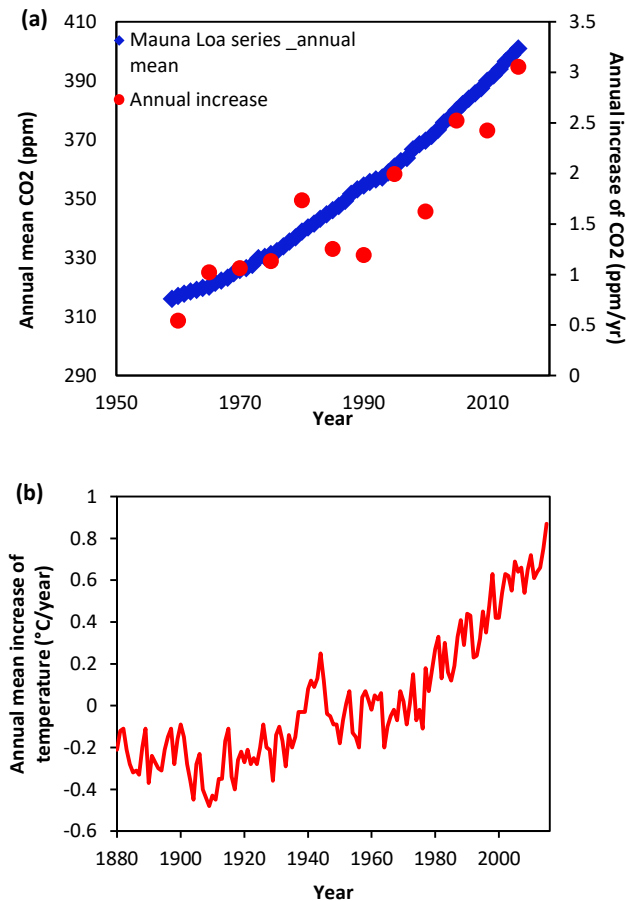 (a)
410
390
370
350
330
310
290
Annual mean CO2 (ppm)
Mauna Loa series _annual
mean
Annual increase
3.5
3
2.5
2
1.5
1
0.5
0
Annual increase of
CO2 (ppm/yr)
1950
1970
1990
2010
Year
(b)
1
0.8
0.6
0.4
0.2
0
-0.2
-0.4
-0.6
Annual mean increase of
temperature (°C/year)
1880
1900
1920
1940
1960
1980
2000
Year